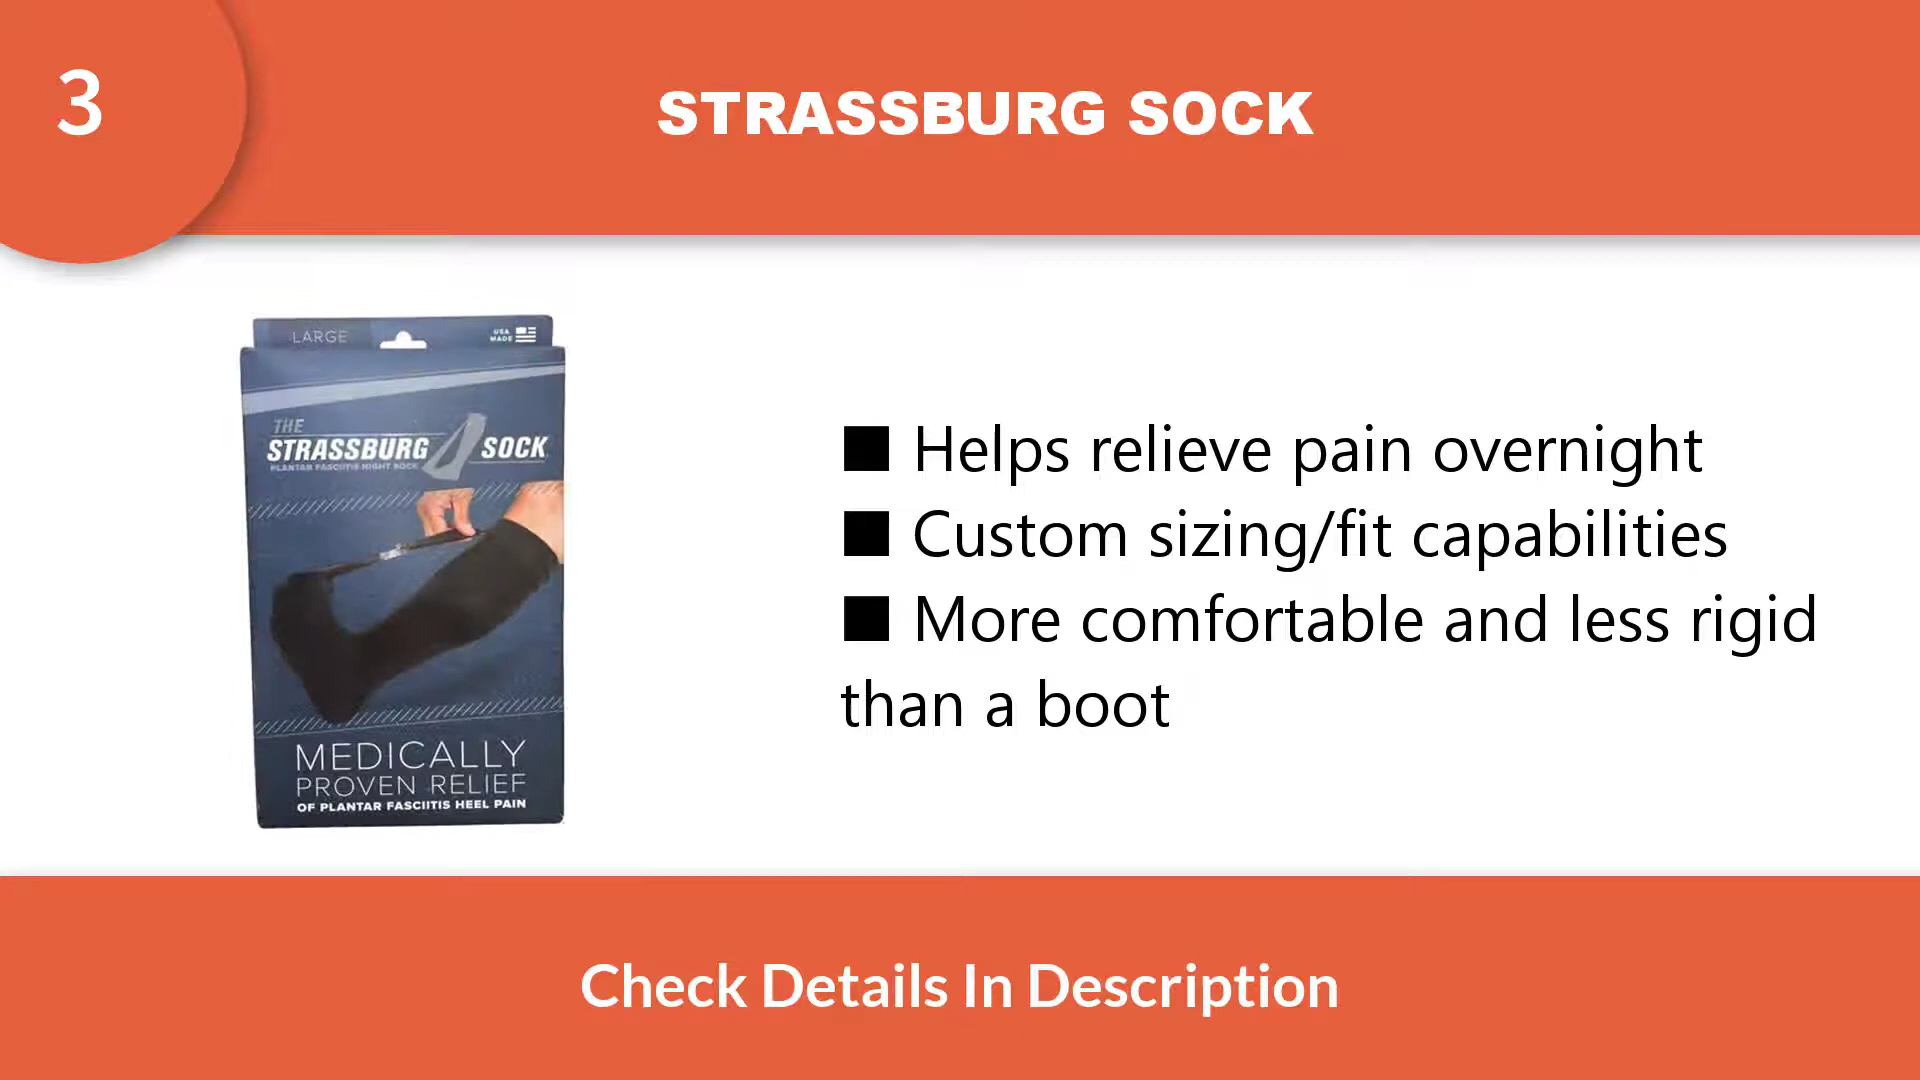 3
STRASSBURG SOCK
LARGE
USA
MADE
THE
STRASSBURG SOCK
PLANTAR FASCIITIS NIGHT SOCK
■ Helps relieve pain overnight
■ Custom sizing/fit capabilities
■ More comfortable and less rigid
than a boot
MEDICALLY
PROVEN RELIEF
OF PLANTAR FASCIITIS HEEL PAIN
Check Details In Description